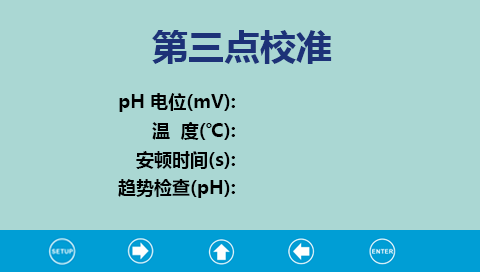 第三点校准
pH 电位(mV):
温 度(℃):
安顿时间(s):
趋势检查(pH):
SETUP
ENTER